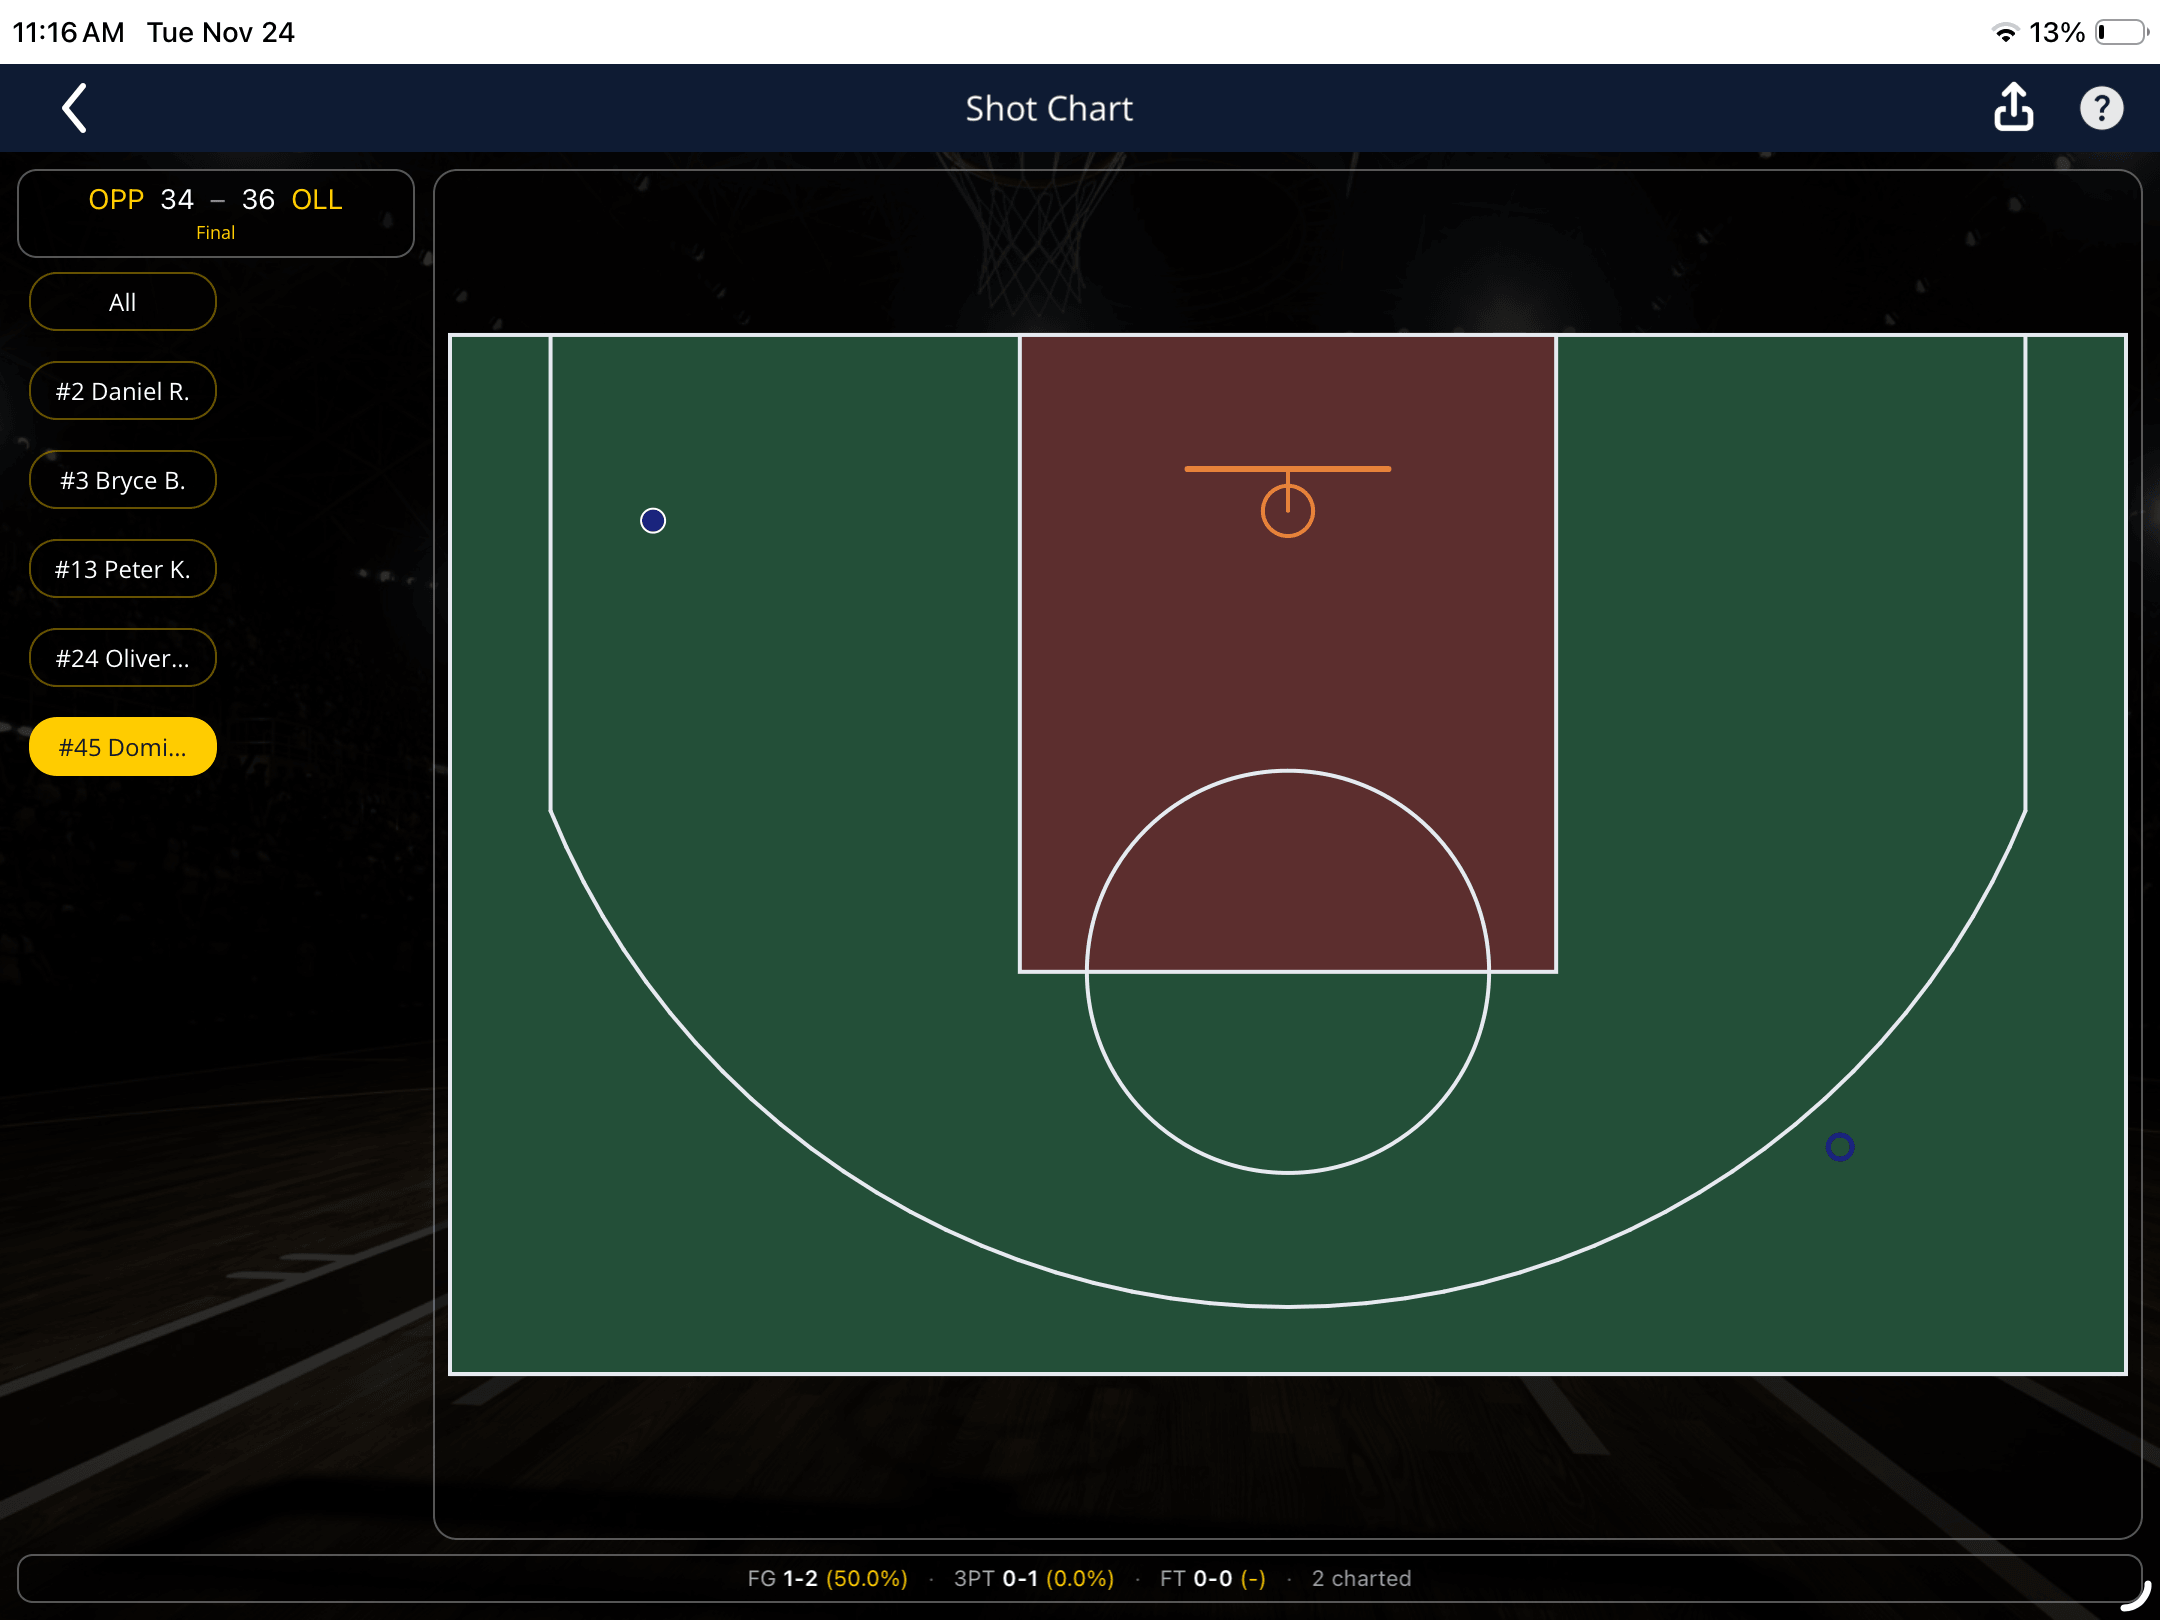 11:16 AM Tue Nov 24
13%
Shot Chart
?
OPP 34 – 36 OLL
Final
All
#2 Daniel R.
#3 Bryce B.
#13 Peter K.
#24 Oliver...
#45 Domi...
FG 1-2 (50.0%) · 3PT 0-1 (0.0%) · FT 0-0 (-) · 2 charted